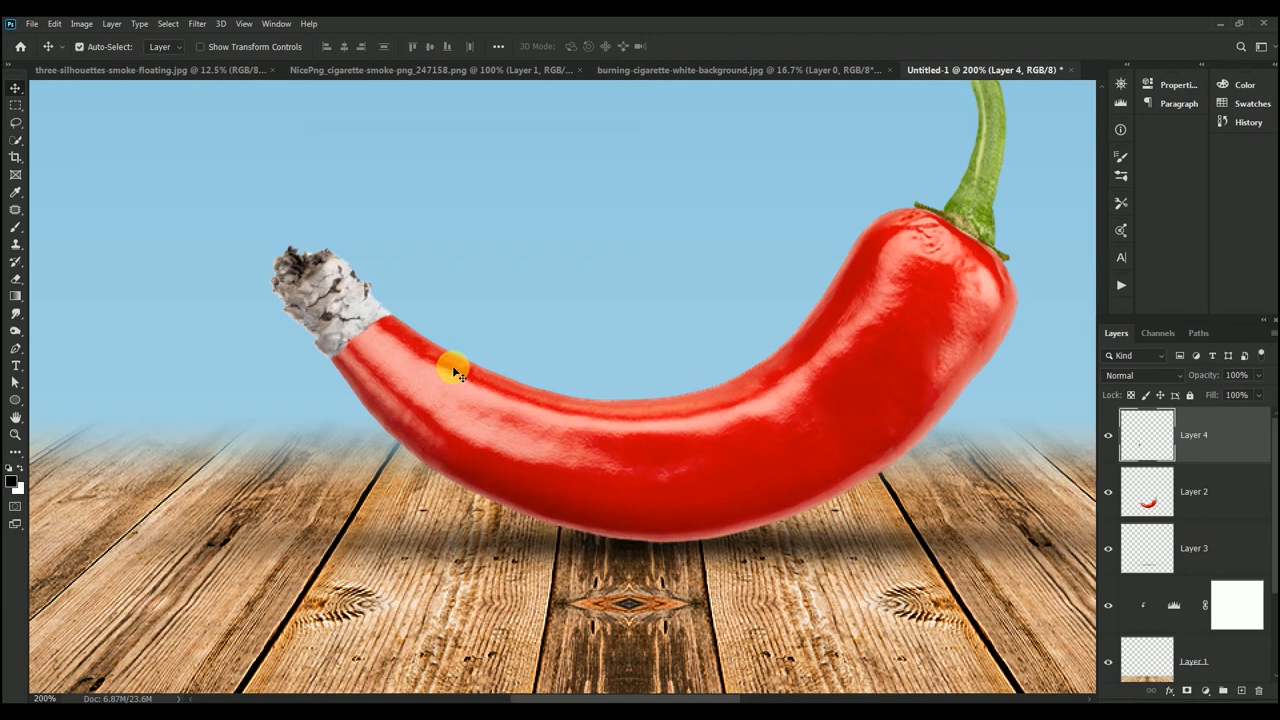 Ps File Edit Image Layer Type Select Filter 3D View Window Help
Auto-Select: Layer Show Transform Controls 3D Mode:
three-silhouettes-smoke-floating.jpg @ 12.5% (RGB/8... × NicePng_cigarette-smoke-png_247158.png @ 100% (Layer 1, RGB/... × burning-cigarette-white-background.jpg @ 16.7% (Layer 0, RGB/8*... × Untitled-1 @ 200% (Layer 4, RGB/8) * ×
Properti... Color
Paragraph Swatches
History
Layers Channels Paths
Kind
Normal Opacity: 100%
Lock: Fill: 100%
Layer 4
Layer 2
Layer 3
Layer 1
200% Doc: 6.87M/23.6M
fx